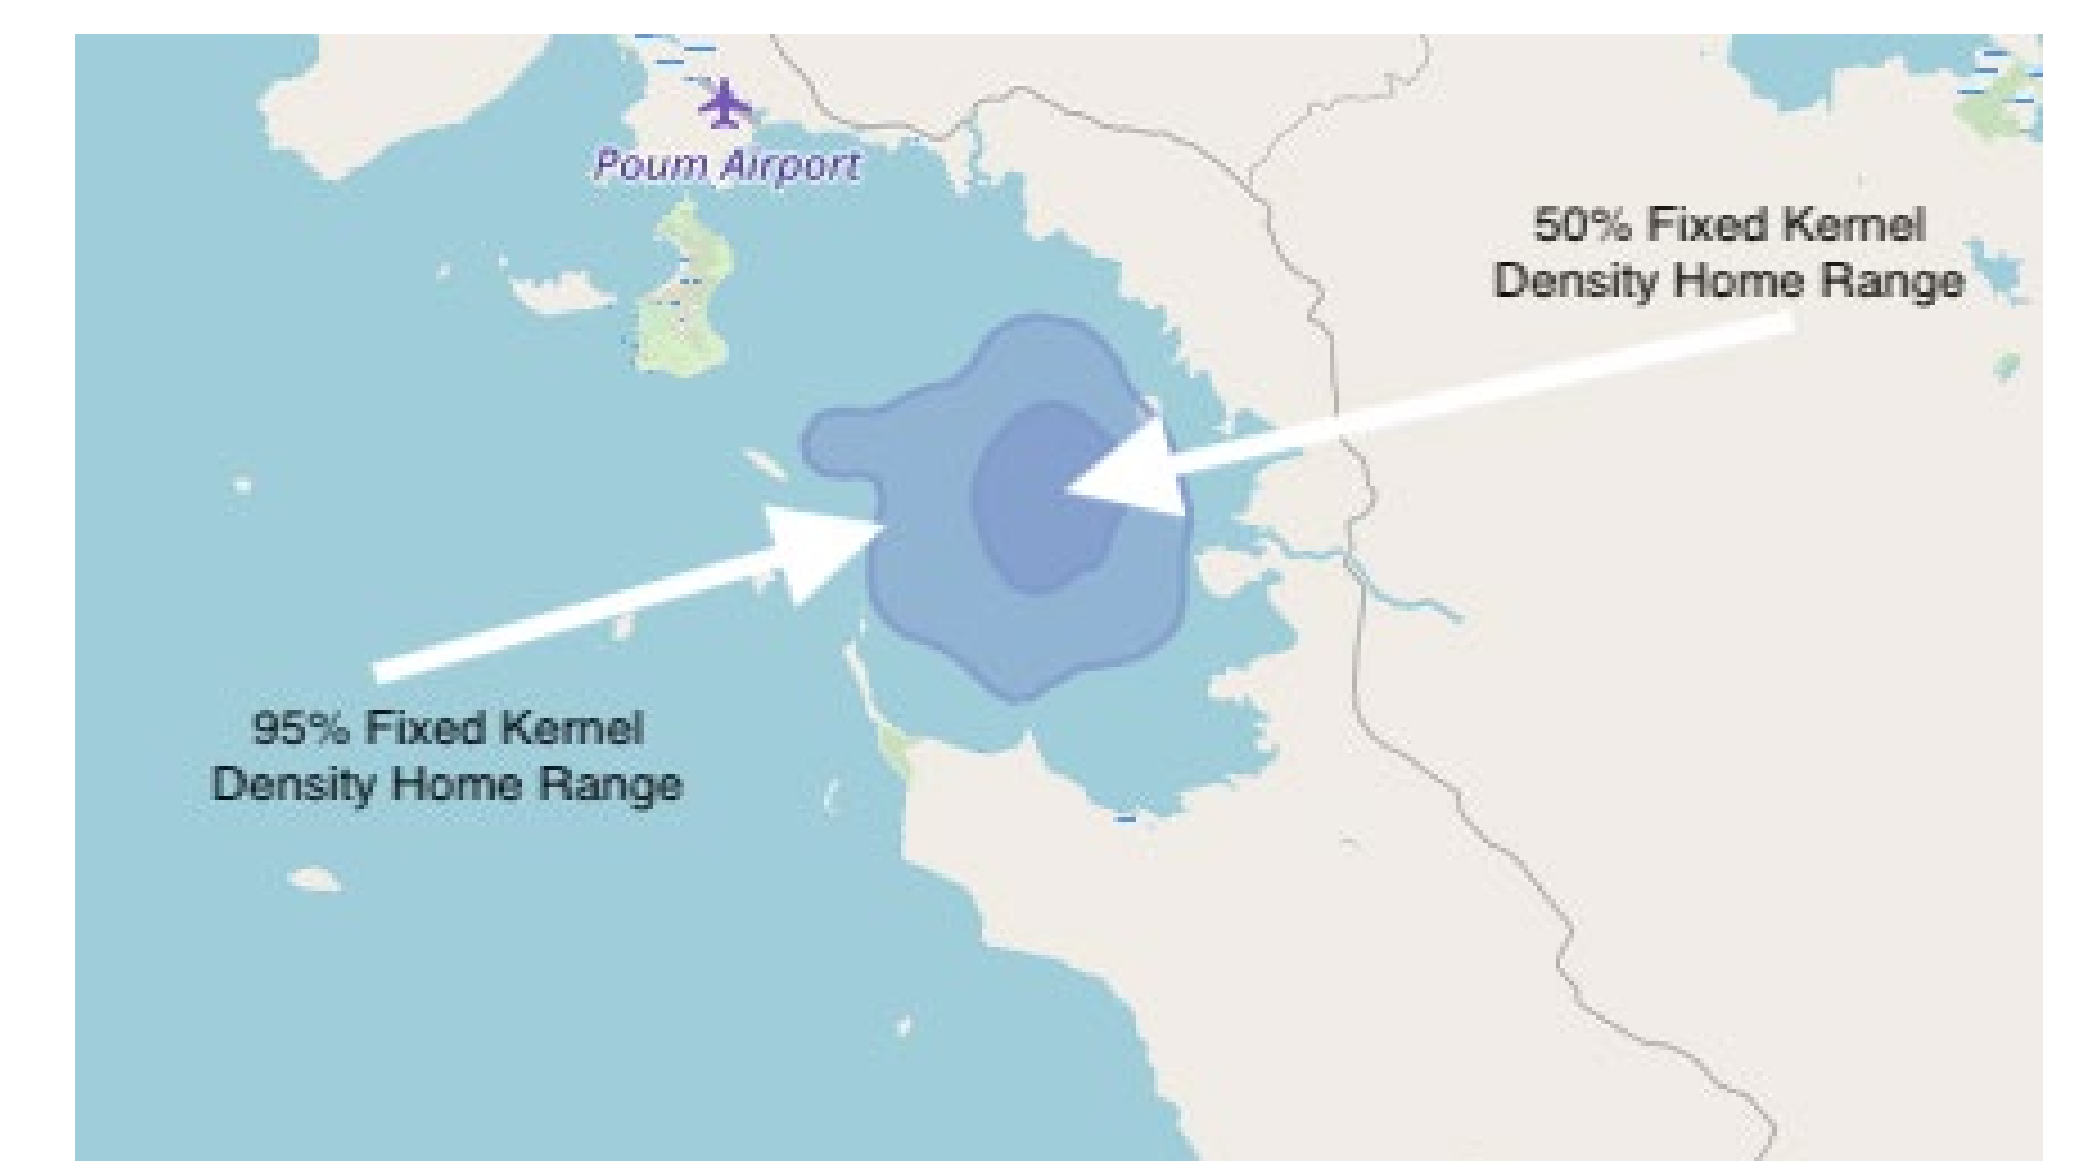 Poum Airport
50% Fixed Kernel
Density Home Range
95% Fixed Kernel
Density Home Range